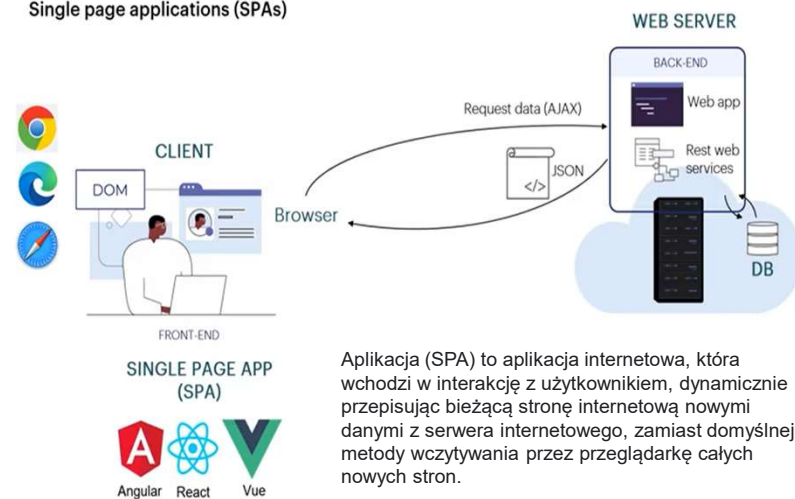 Single page applications (SPAs)
WEB SERVER
BACK-END
Web app
Rest web
services
DB
Request data (AJAX)
</>
JSON
CLIENT
DOM
Browser
FRONT-END
SINGLE PAGE APP
(SPA)
Angular
React
Vue
Aplikacja (SPA) to aplikacja internetowa, która
wchodzi w interakcję z użytkownikiem, dynamicznie
przepisując bieżącą stronę internetową nowymi
danymi z serwera internetowego, zamiast domyślnej
metody wczytywania przez przeglądarkę całych
nowych stron.